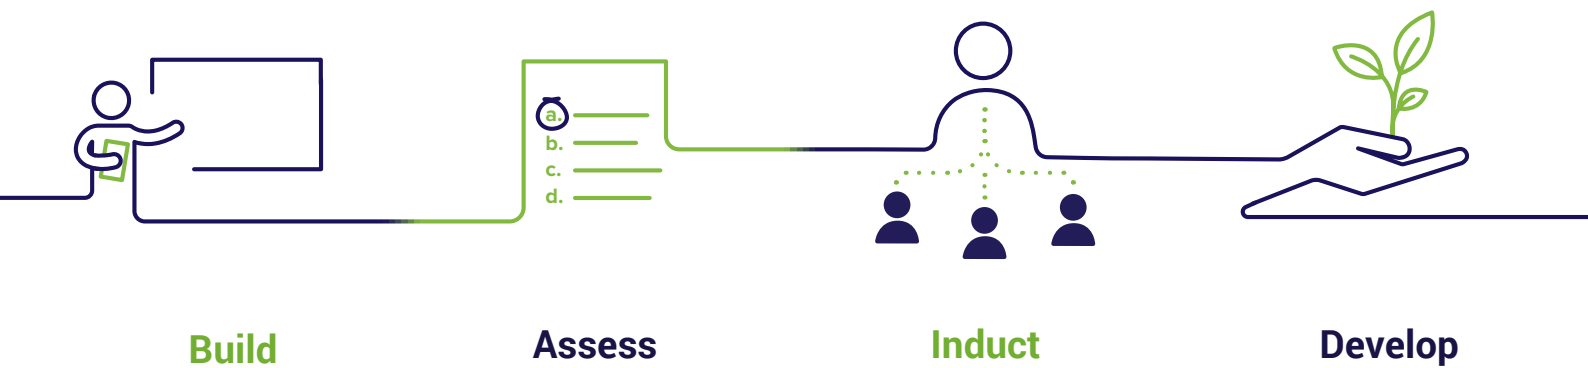 a.
b.
c.
d.
Build
Assess
Induct
Develop